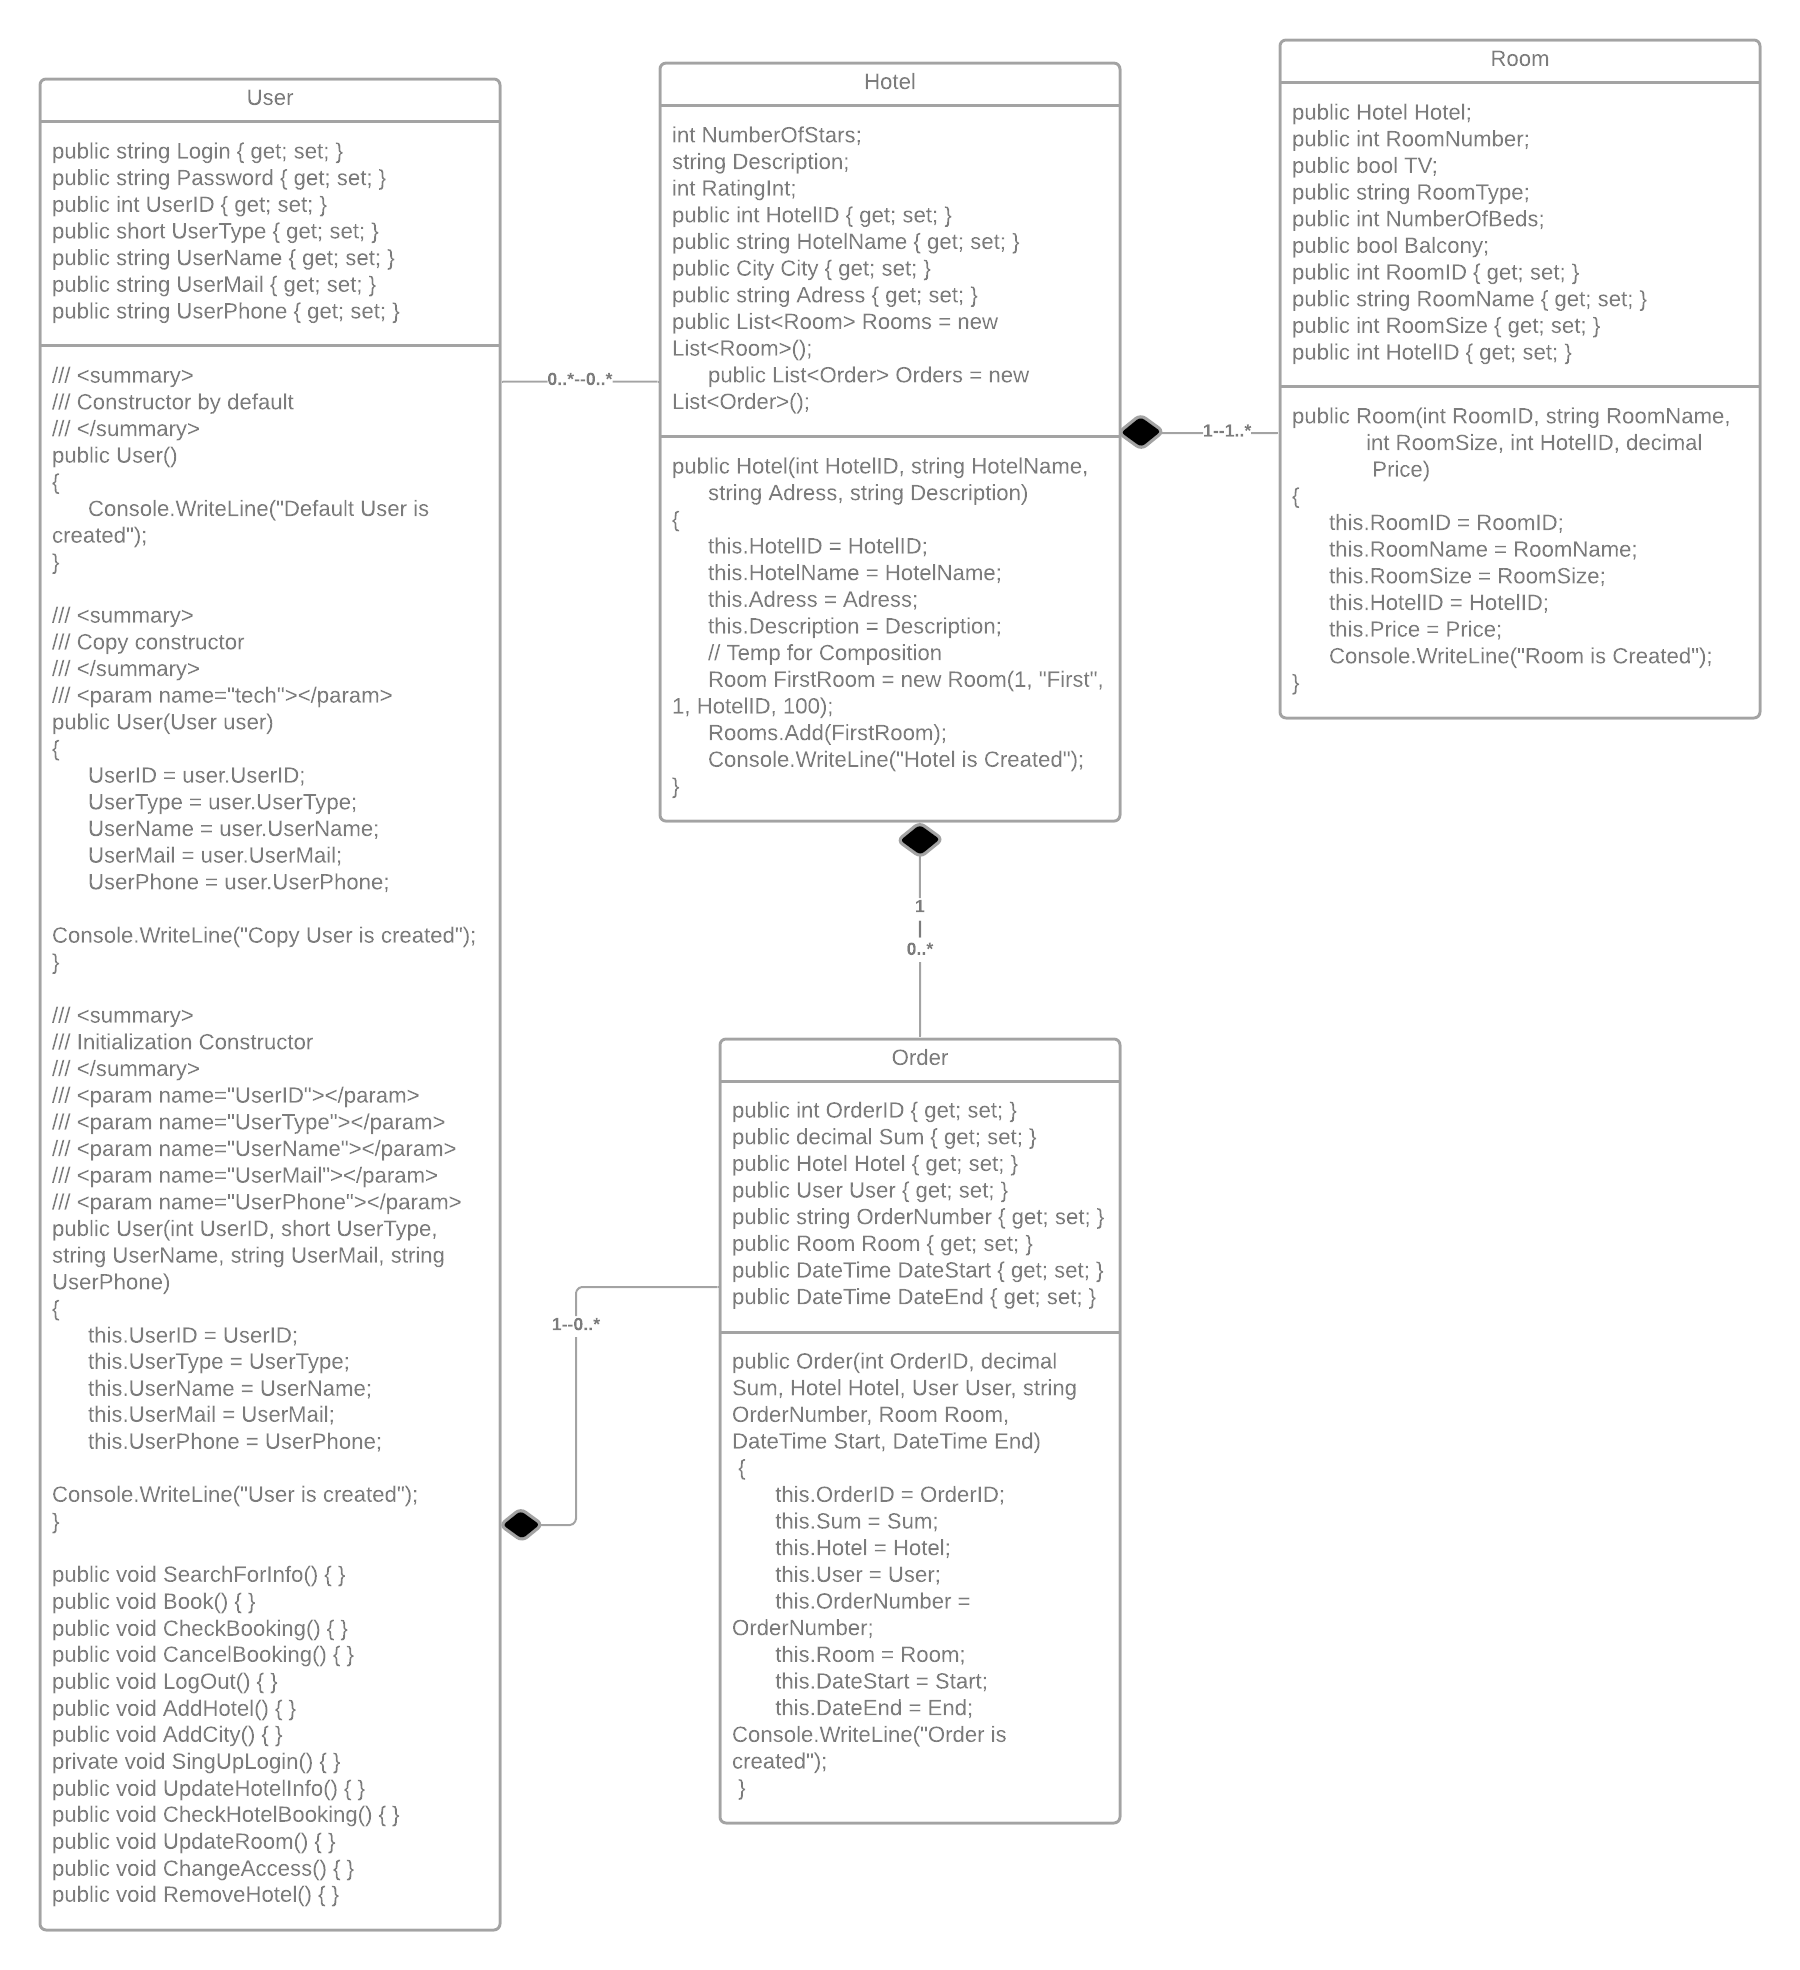 User
public string Login { get; set; }
public string Password { get; set; }
public int UserID { get; set; }
public short UserType { get; set; }
public string UserName { get; set; }
public string UserMail { get; set; }
public string UserPhone { get; set; }
/// <summary>
/// Constructor by default
/// </summary>
public User()
{
Console.WriteLine("Default User is
created");
}
/// <summary>
/// Copy constructor
/// </summary>
/// <param name="tech"></param>
public User(User user)
{
UserID = user.UserID;
UserType = user.UserType;
UserName = user.UserName;
UserMail = user.UserMail;
UserPhone = user.UserPhone;
Console.WriteLine("Copy User is created");
}
/// <summary>
/// Initialization Constructor
/// </summary>
/// <param name="UserID"></param>
/// <param name="UserType"></param>
/// <param name="UserName"></param>
/// <param name="UserMail"></param>
/// <param name="UserPhone"></param>
public User(int UserID, short UserType,
string UserName, string UserMail, string
UserPhone)
{
this.UserID = UserID;
this.UserType = UserType;
this.UserName = UserName;
this.UserMail = UserMail;
this.UserPhone = UserPhone;
Console.WriteLine("User is created");
}
public void SearchForInfo() { }
public void Book() { }
public void CheckBooking() { }
public void CancelBooking() { }
public void LogOut() { }
public void AddHotel() { }
public void AddCity() { }
private void SingUpLogin() { }
public void UpdateHotelInfo() { }
public void CheckHotelBooking() { }
public void UpdateRoom() { }
public void ChangeAccess() { }
public void RemoveHotel() { }
0..*--0..*
Hotel
int NumberOfStars;
string Description;
int RatingInt;
public int HotelID { get; set; }
public string HotelName { get; set; }
public City City { get; set; }
public string Adress { get; set; }
public List<Room> Rooms = new
List<Room>();
public List<Order> Orders = new
List<Order>();
public Hotel(int HotelID, string HotelName,
string Adress, string Description)
{
this.HotelID = HotelID;
this.HotelName = HotelName;
this.Adress = Adress;
this.Description = Description;
// Temp for Composition
Room FirstRoom = new Room(1, "First",
1, HotelID, 100);
Rooms.Add(FirstRoom);
Console.WriteLine("Hotel is Created");
}
1--1..*
Room
public Hotel Hotel;
public int RoomNumber;
public bool TV;
public string RoomType;
public int NumberOfBeds;
public bool Balcony;
public int RoomID { get; set; }
public string RoomName { get; set; }
public int RoomSize { get; set; }
public int HotelID { get; set; }
public Room(int RoomID, string RoomName,
int RoomSize, int HotelID, decimal
Price)
{
this.RoomID = RoomID;
this.RoomName = RoomName;
this.RoomSize = RoomSize;
this.HotelID = HotelID;
this.Price = Price;
Console.WriteLine("Room is Created");
}
1
0..*
1--0..*
Order
public int OrderID { get; set; }
public decimal Sum { get; set; }
public Hotel Hotel { get; set; }
public User User { get; set; }
public string OrderNumber { get; set; }
public Room Room { get; set; }
public DateTime DateStart { get; set; }
public DateTime DateEnd { get; set; }
public Order(int OrderID, decimal
Sum, Hotel Hotel, User User, string
OrderNumber, Room Room,
DateTime Start, DateTime End)
{
this.OrderID = OrderID;
this.Sum = Sum;
this.Hotel = Hotel;
this.User = User;
this.OrderNumber =
OrderNumber;
this.Room = Room;
this.DateStart = Start;
this.DateEnd = End;
Console.WriteLine("Order is
created");
}